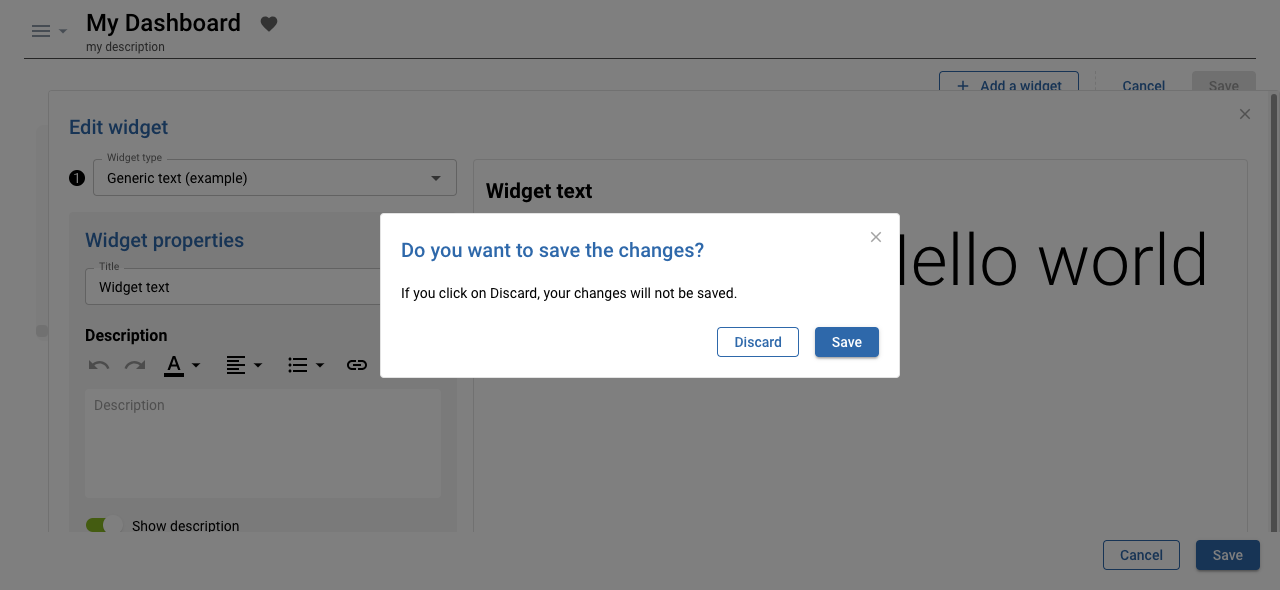 My Dashboard
my description
Add a widget
Cancel
Save
Edit widget
Widget type
1
Generic text (example)
Widget text
Widget properties
Title
Widget text
Do you want to save the changes?
If you click on Discard, your changes will not be saved.
Discard
Save
ello world
Description
A
Description
Show description
Cancel
Save